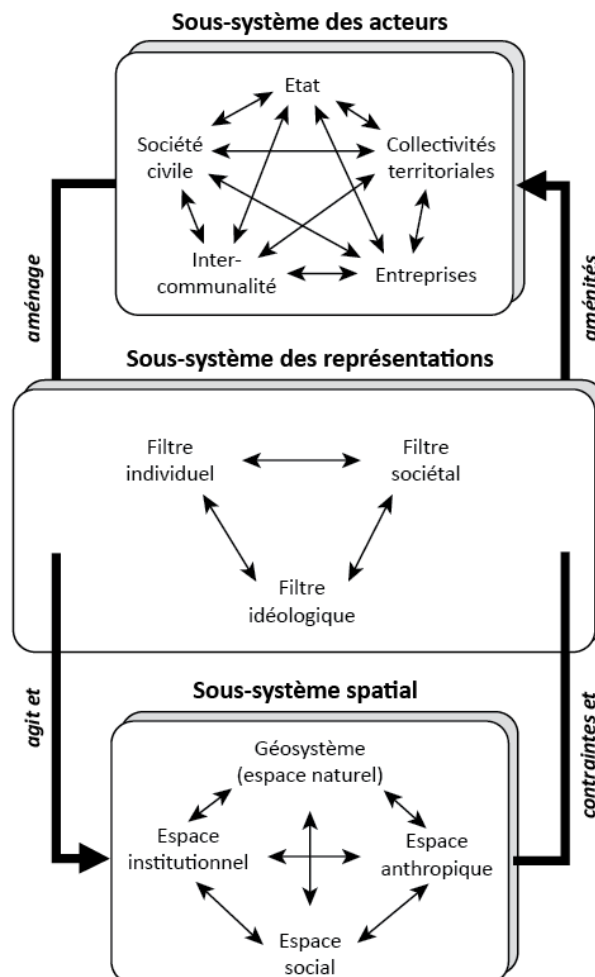 Sous-système des acteurs
Etat
Société
civile
Collectivités
territoriales
Inter-
communalité
Entreprises
aménage
aménités
Sous-système des représentations
Filtre
individuel
Filtre
sociétal
Filtre
idéologique
agit et
contraintes et
Sous-système spatial
Géosystème
(espace naturel)
Espace
institutionnel
Espace
anthropique
Espace
social